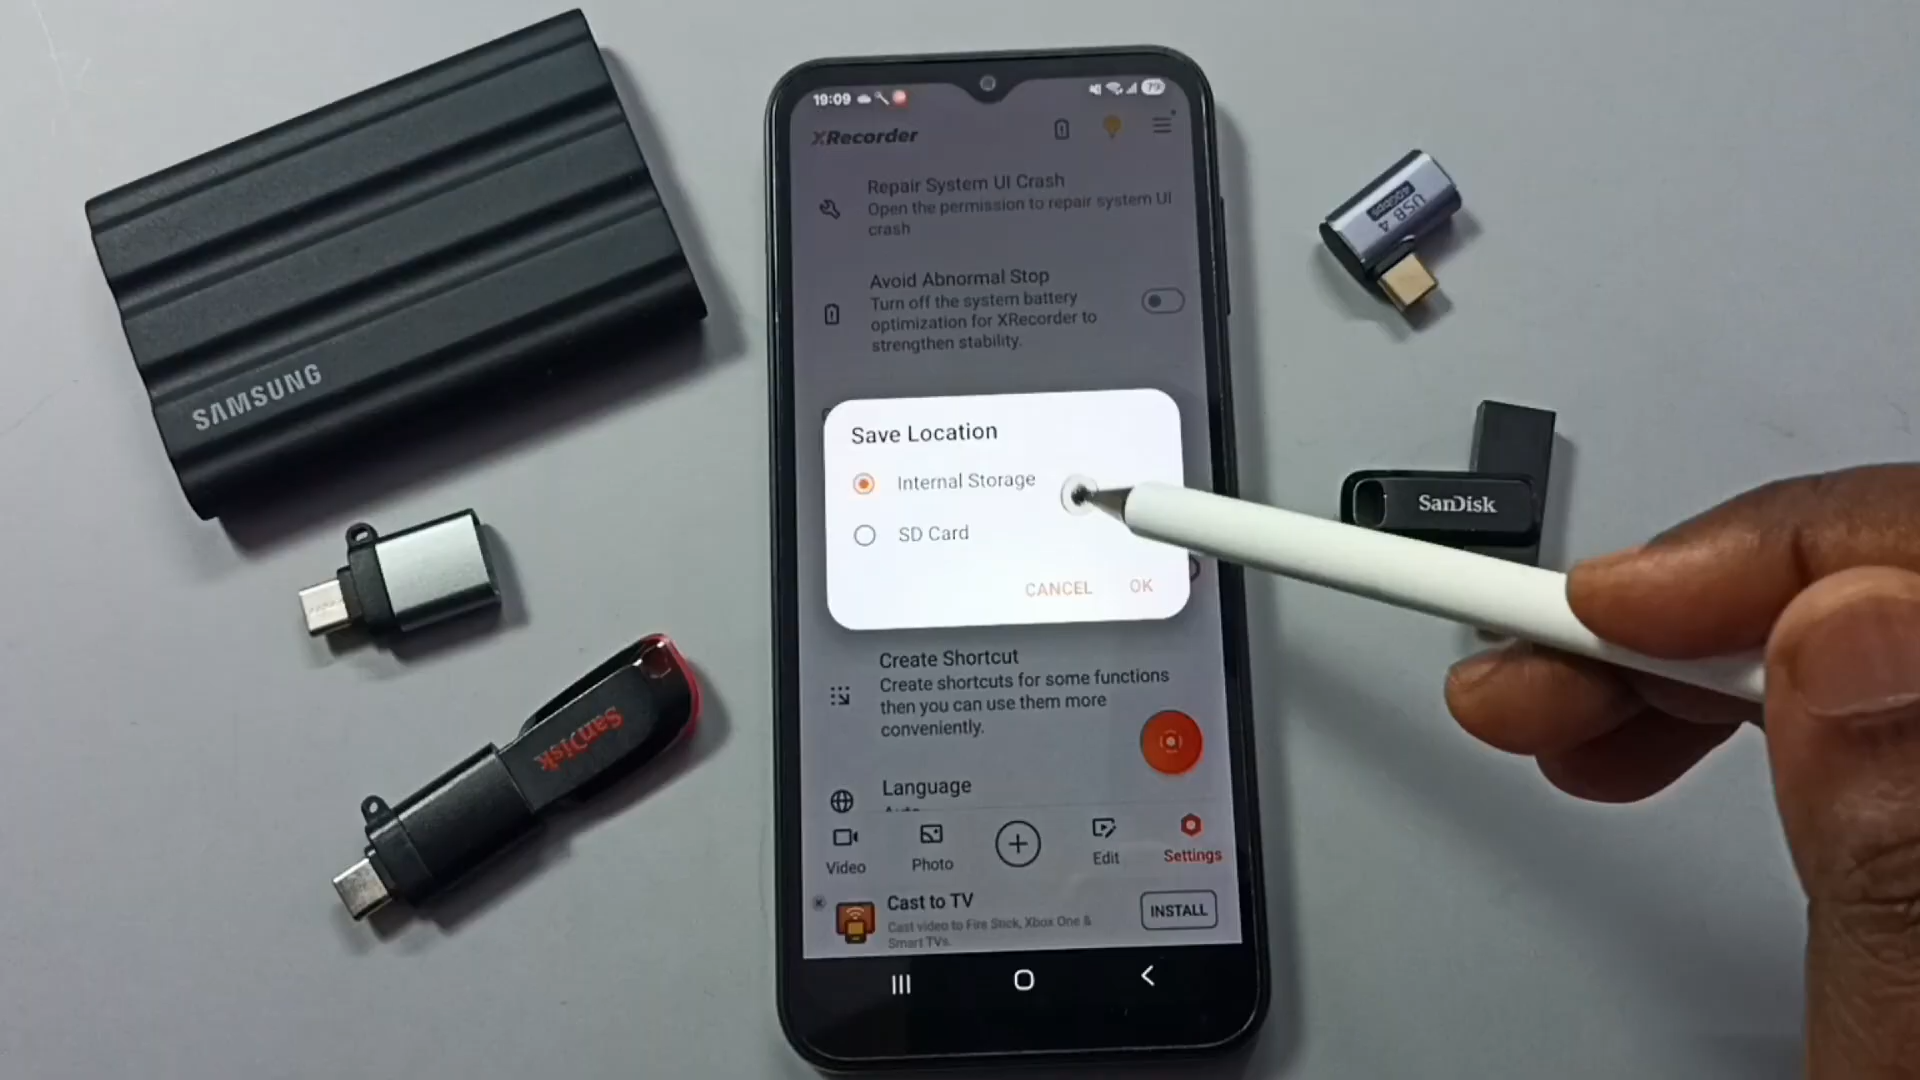 SAMSUNG
19:09
79
XRecorder
Repair System UI Crash
Open the permission to repair system UI
crash
Avoid Abnormal Stop
Turn off the system battery
optimization for XRecorder to
strengthen stability.
Save Location
Internal Storage
SD Card
CANCEL OK
Create Shortcut
Create shortcuts for some functions
then you can use them more
conveniently.
Language
Video
Photo
Edit
Settings
Cast to TV
Cast video to Fire Stick, Xbox One &
Smart TVs.
INSTALL
USB 4
40Gbps
SanDisk
SanDisk